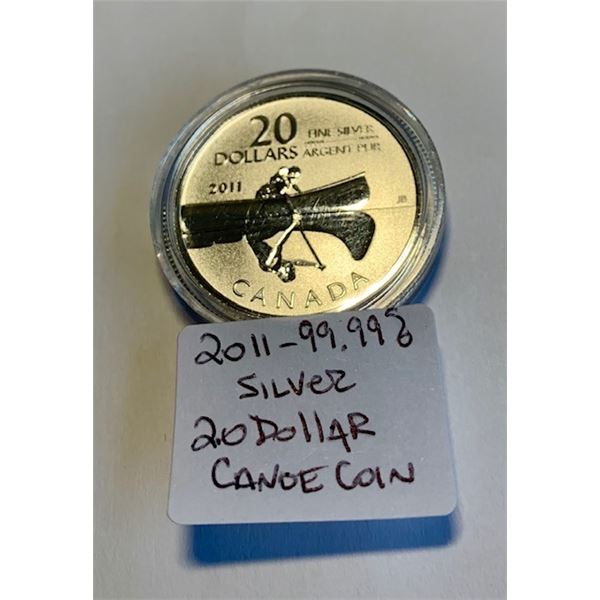 20
DOLLARS
FINE SILVER
ARGENT PUR
2011
JB
CANADA
2011-99.99%
SILVER
20 DOLLAR
CANOE COIN